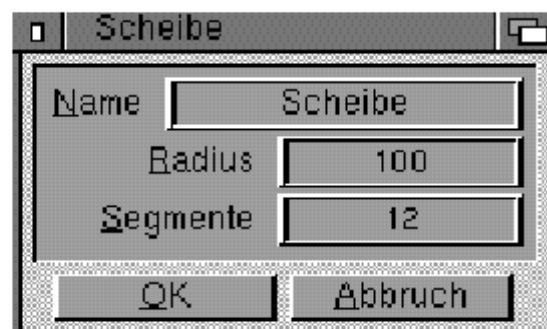 Scheibe
Name Scheibe
Radius 100
Segmente 12
OK Abbruch